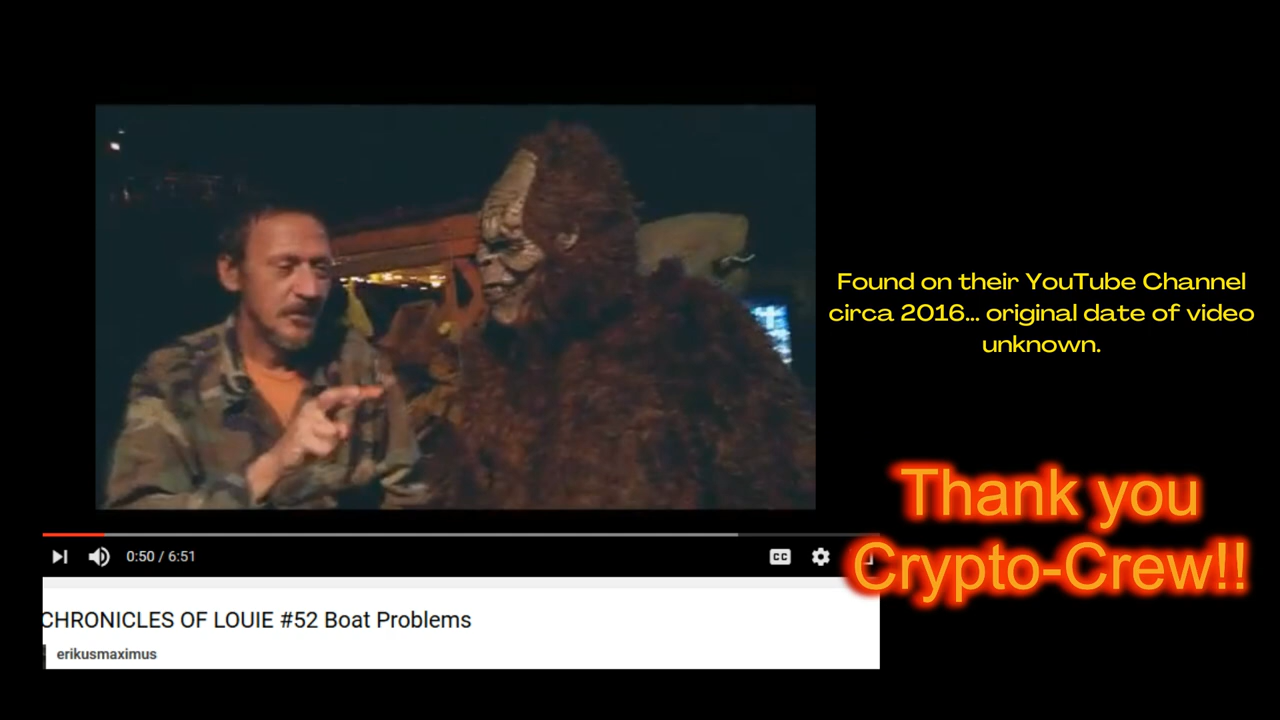 Found on their YouTube Channel
circa 2016... original date of video
unknown.
Thank you
Crypto-Crew!!
0:50 / 6:51
CC
CHRONICLES OF LOUIE #52 Boat Problems
erikusmaximus